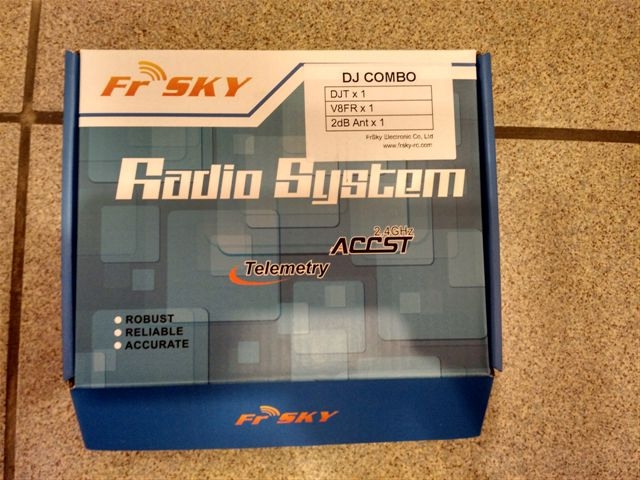 FrSKY
DJ COMBO
DJT x 1
V8FR x 1
2dB Ant x 1
FrSky Electronic Co, Ltd
www.frsky-rc.com
Radio System
2.4GHz
ACCST
Telemetry
ROBUST
RELIABLE
ACCURATE
FrSKY